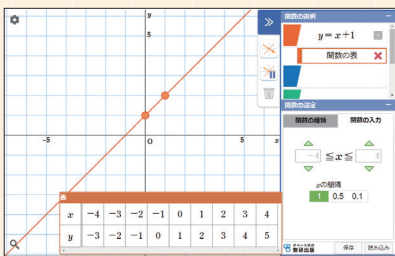 y
5
-5
O
5
x
関数の選択
y = x + 1
関数の表
関数の設定
関数の種類
関数の入力
-4 ≦ x ≦ 4
xの間隔
1 0.5 0.1
表
x -4 -3 -2 -1 0 1 2 3 4
y -3 -2 -1 0 1 2 3 4 5
数研出版
保存
読み込み